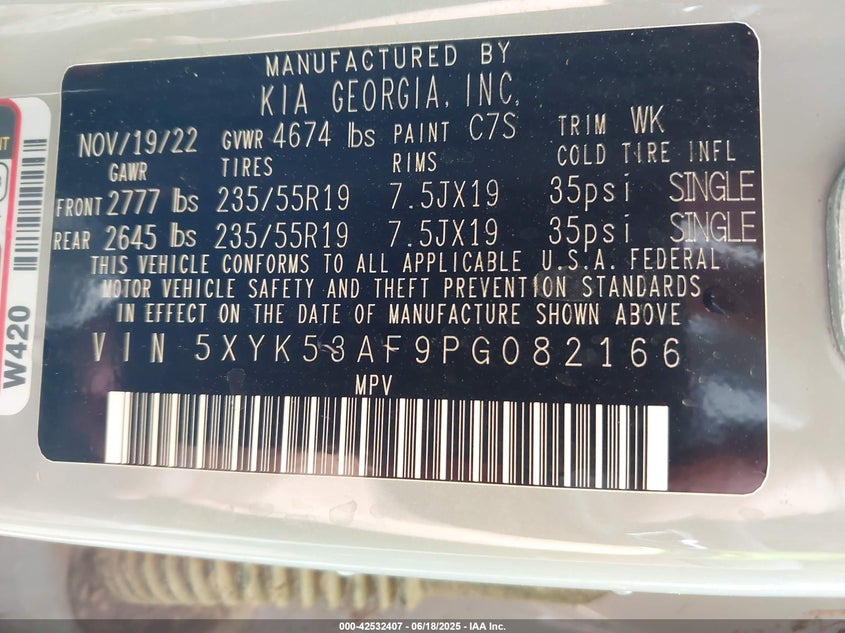 MANUFACTURED BY
KIA GEORGIA, INC.
NOV/19/22 GVWR 4674 lbs PAINT C7S TRIM WK
GAWR TIRES RIMS COLD TIRE INFL
FRONT 2777 lbs 235/55R19 7.5JX19 35psi SINGLE
REAR 2645 lbs 235/55R19 7.5JX19 35psi SINGLE
THIS VEHICLE CONFORMS TO ALL APPLICABLE U.S.A. FEDERAL
MOTOR VEHICLE SAFETY AND THEFT PREVENTION STANDARDS
IN EFFECT ON THE DATE OF MANUFACTURE SHOWN ABOVE
VIN 5XYK53AF9PG082166
MPV
W420
000-42532407 - 06/18/2025 - IAA Inc.